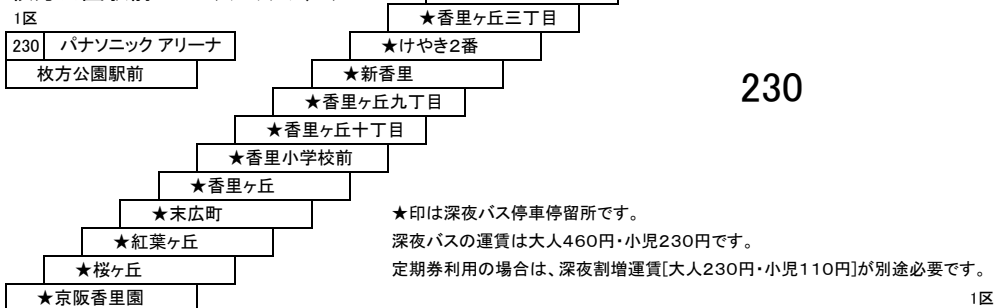 1区
★香里ヶ丘三丁目
230 パナソニック アリーナ
★けやき2番
枚方公園駅前
★新香里
230
★香里ヶ丘九丁目
★香里ヶ丘十丁目
★香里小学校前
★香里ヶ丘
★末広町
★印は深夜バス停車停留所です。
★紅葉ヶ丘
深夜バスの運賃は大人460円・小児230円です。
★桜ヶ丘
定期券利用の場合は、深夜割増運賃[大人230円・小児110円]が別途必要です。
★京阪香里園
1区